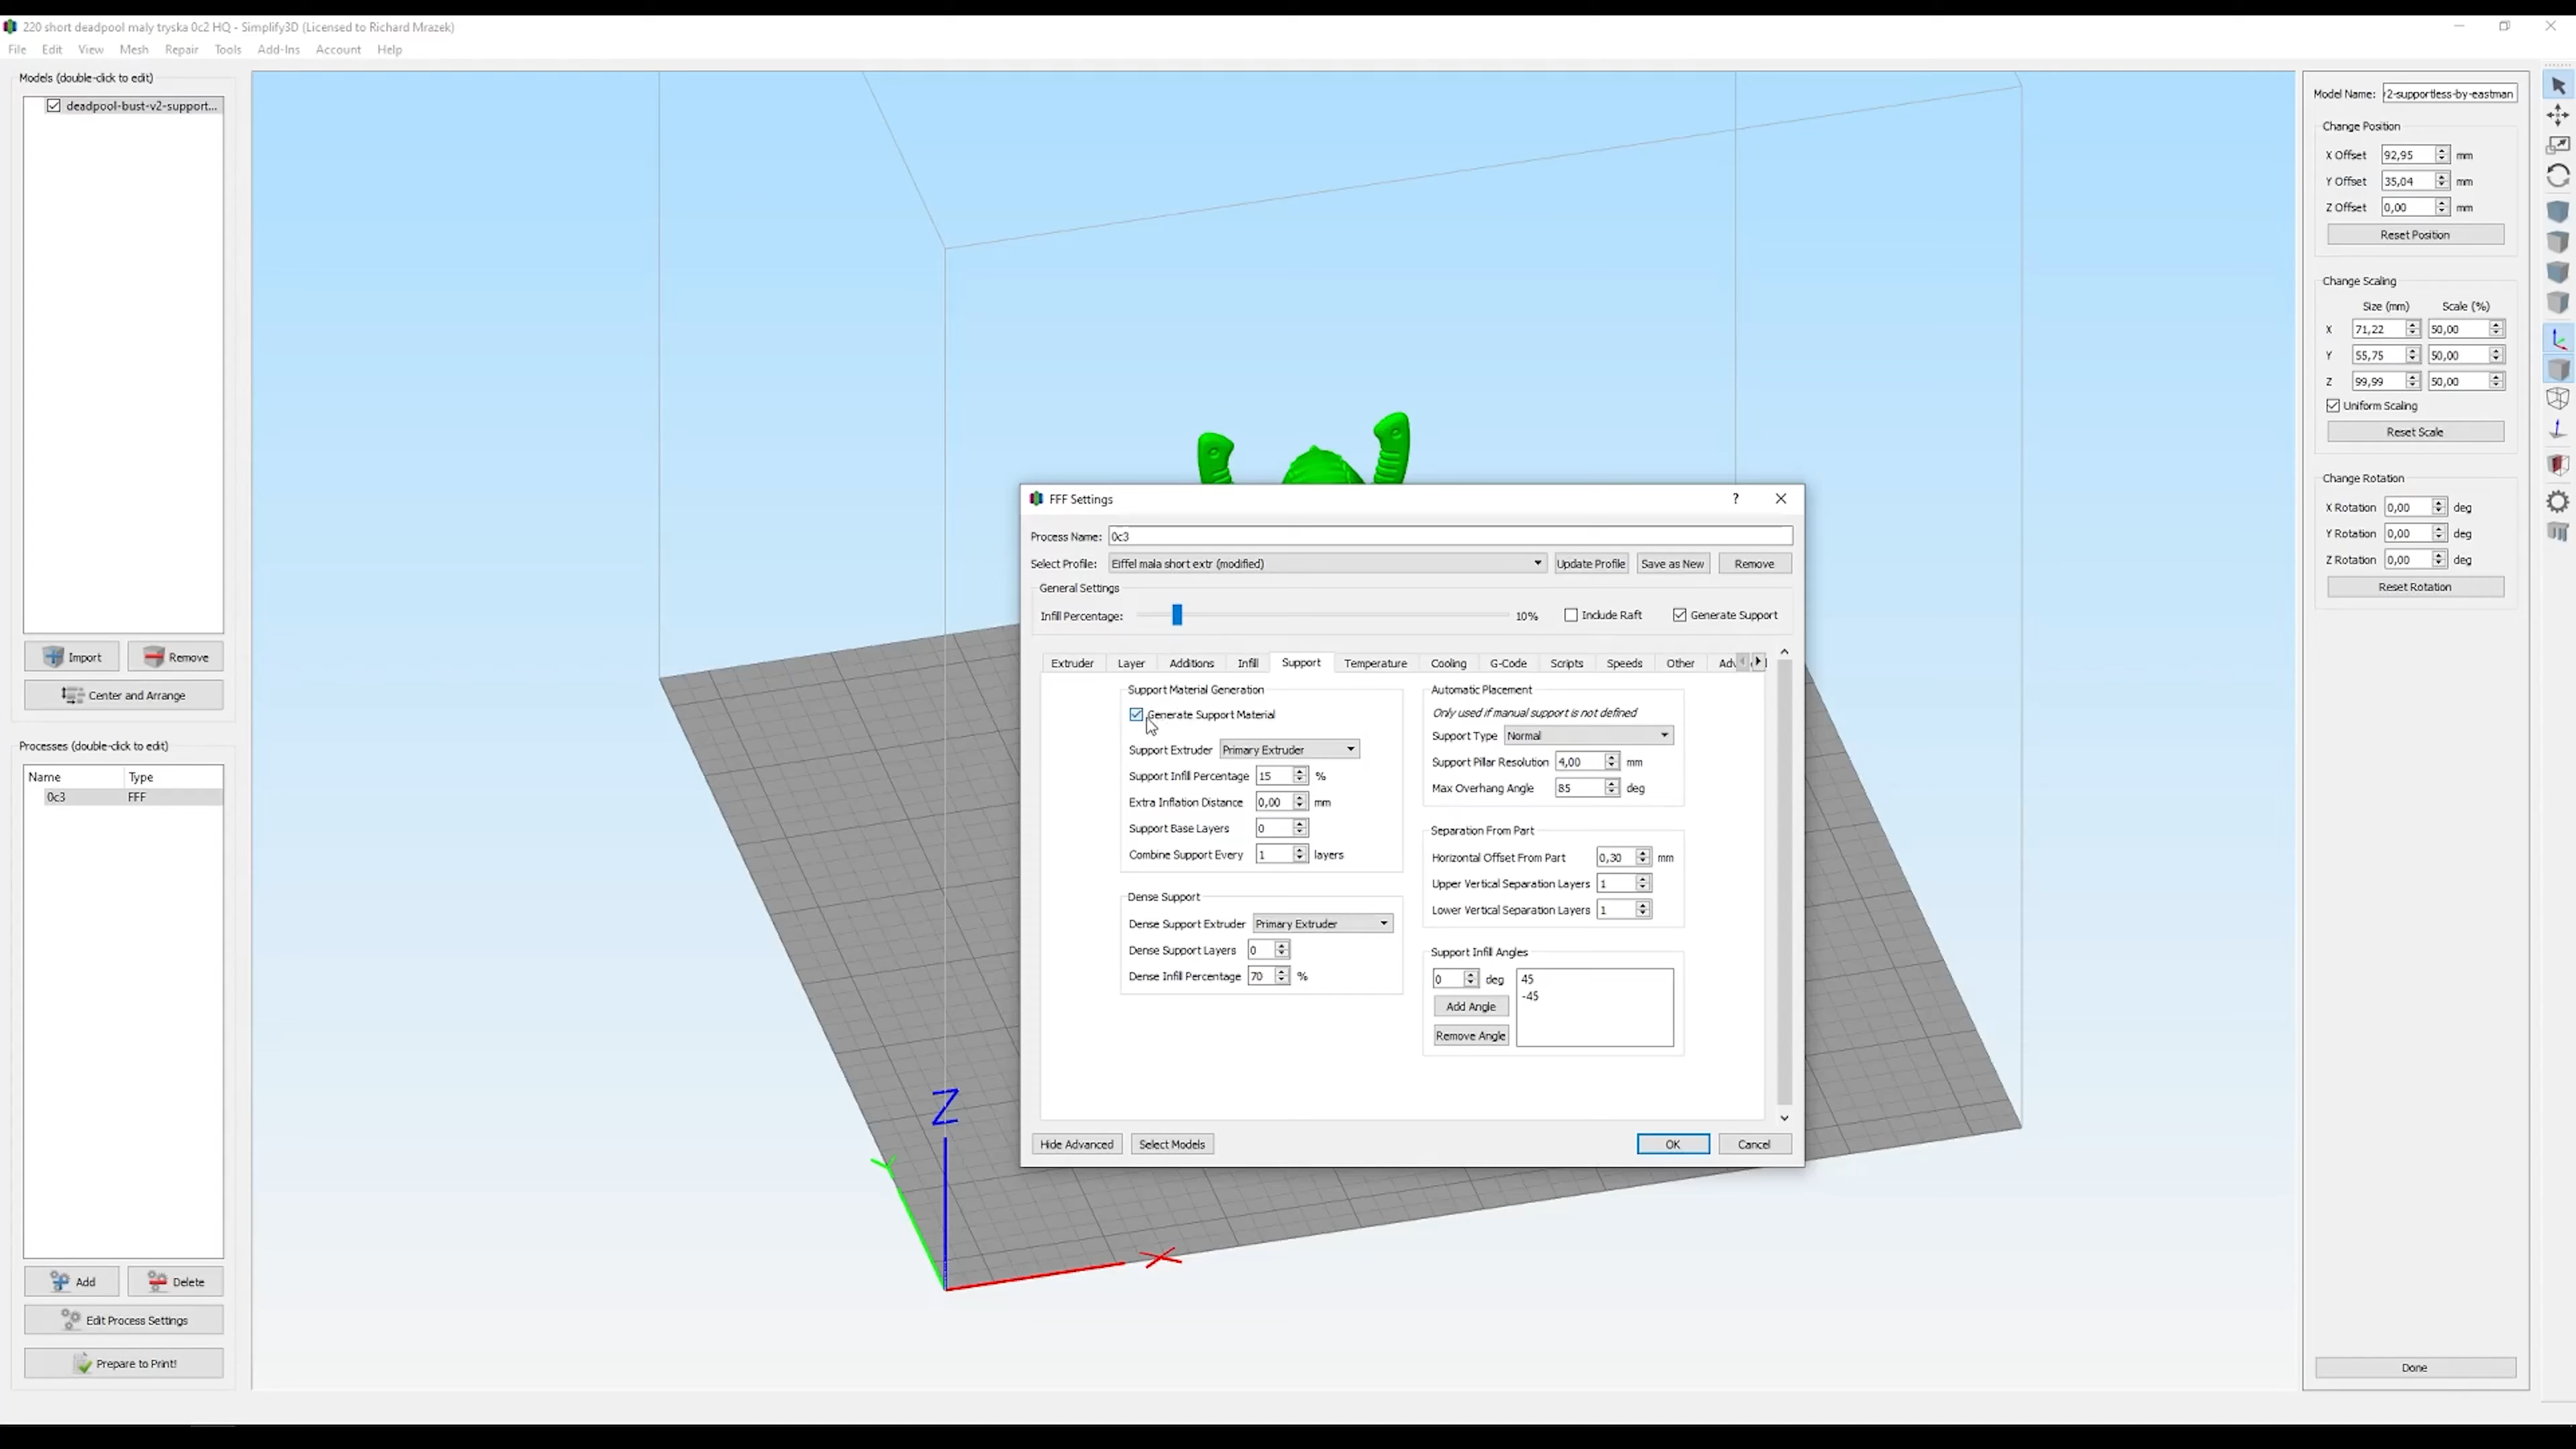 220 short deadpool maly tryska 0c2 HQ - Simplify3D (Licensed to Richard Mrazek)
File Edit View Mesh Repair Tools Add-Ins Account Help
Models (double-click to edit)
deadpool-bust-v2-support...
Import Remove
Center and Arrange
Processes (double-click to edit)
Name Type
0c3 FFF
Add Delete
Edit Process Settings
Prepare to Print!
Z
Y
X
FFF Settings ?
Process Name: 0c3
Select Profile: Eiffel mala short extr (modified) Update Profile Save as New Remove
General Settings
Infill Percentage: 10% Include Raft Generate Support
Extruder Layer Additions Infill Support Temperature Cooling G-Code Scripts Speeds Other
Support Material Generation
Generate Support Material
Support Extruder Primary Extruder
Support Infill Percentage 15 %
Extra Inflation Distance 0,00 mm
Support Base Layers 0
Combine Support Every 1 layers
Dense Support
Dense Support Extruder Primary Extruder
Dense Support Layers 0
Dense Infill Percentage 70 %
Automatic Placement
Only used if manual support is not defined
Support Type Normal
Support Pillar Resolution 4,00 mm
Max Overhang Angle 85 deg
Separation From Part
Horizontal Offset From Part 0,30 mm
Upper Vertical Separation Layers 1
Lower Vertical Separation Layers 1
Support Infill Angles
0 deg 45
-45
Add Angle
Remove Angle
Hide Advanced Select Models OK Cancel
Model Name: r2-supportless-by-eastman
Change Position
X Offset 92,95 mm
Y Offset 35,04 mm
Z Offset 0,00 mm
Reset Position
Change Scaling
Size (mm) Scale (%)
X 71,22 50,00
Y 55,75 50,00
Z 99,99 50,00
Uniform Scaling
Reset Scale
Change Rotation
X Rotation 0,00 deg
Y Rotation 0,00 deg
Z Rotation 0,00 deg
Reset Rotation
Done